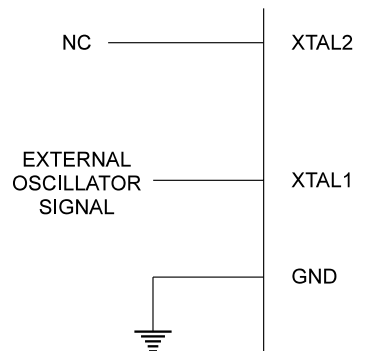 NC
XTAL2
EXTERNAL
OSCILLATOR
SIGNAL
XTAL1
GND